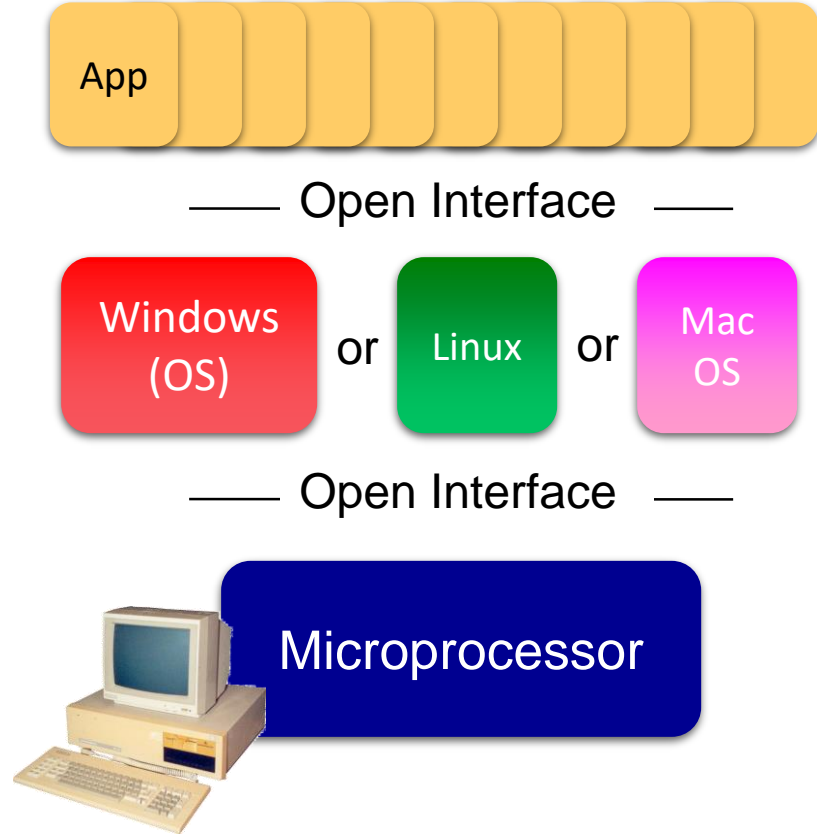 App
Open Interface
Windows
(OS)
or
Linux
or
Mac
OS
Open Interface
Microprocessor